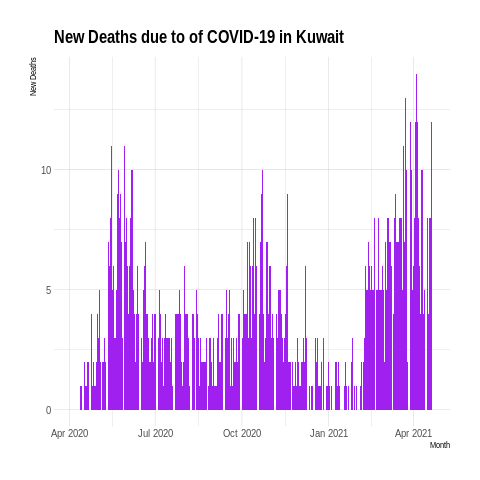 New Deaths due to of COVID-19 in Kuwait
New Deaths
10
5
0
Apr 2020 Jul 2020 Oct 2020 Jan 2021 Apr 2021
Month